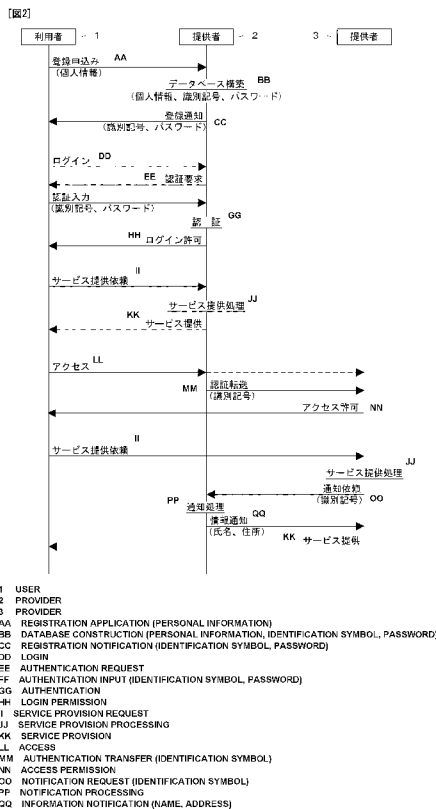 [図2]
利用者 ~ 1 提供者 ~ 2 3 ~ 提供者
登録申込み AA
(個人情報)
データベース構築 BB
(個人情報、識別記号、パスワード)
登録通知
(識別記号、パスワード) CC
ログイン DD
EE 認証要求
認証入力
(識別記号、パスワード)
認証 GG
HH ログイン許可
II
サービス提供依頼
サービス提供処理 JJ
KK サービス提供
アクセス LL
MM 認証転送
(識別記号)
アクセス許可 NN
II
サービス提供依頼
JJ
サービス提供処理
通知依頼
(識別記号) OO
PP 通知処理
情報通知 QQ
(氏名、住所)
KK サービス提供
1 USER
2 PROVIDER
3 PROVIDER
AA REGISTRATION APPLICATION (PERSONAL INFORMATION)
BB DATABASE CONSTRUCTION (PERSONAL INFORMATION, IDENTIFICATION SYMBOL, PASSWORD)
CC REGISTRATION NOTIFICATION (IDENTIFICATION SYMBOL, PASSWORD)
DD LOGIN
EE AUTHENTICATION REQUEST
FF AUTHENTICATION INPUT (IDENTIFICATION SYMBOL, PASSWORD)
GG AUTHENTICATION
HH LOGIN PERMISSION
II SERVICE PROVISION REQUEST
JJ SERVICE PROVISION PROCESSING
KK SERVICE PROVISION
LL ACCESS
MM AUTHENTICATION TRANSFER (IDENTIFICATION SYMBOL)
NN ACCESS PERMISSION
OO NOTIFICATION REQUEST (IDENTIFICATION SYMBOL)
PP NOTIFICATION PROCESSING
QQ INFORMATION NOTIFICATION (NAME, ADDRESS)